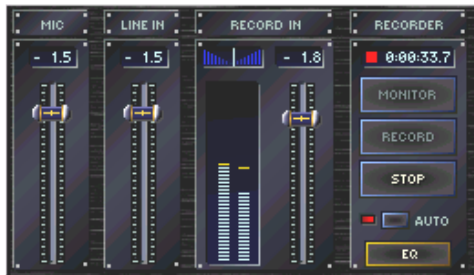 MIC
LINE IN
RECORD IN
RECORDER
- 1.5
- 1.5
- 1.8
0:00:33.7
MONITOR
RECORD
STOP
AUTO
EQ